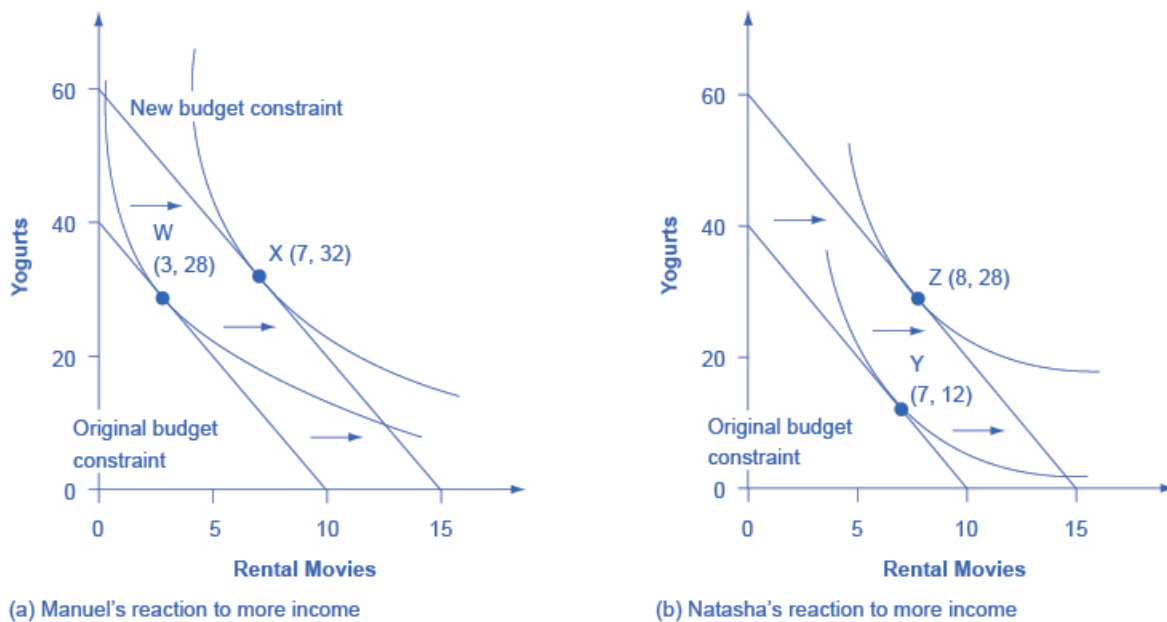 60
40
20
0
Yogurts
New budget constraint
W
(3, 28)
X (7, 32)
Original budget
constraint
0 5 10 15
Rental Movies
(a) Manuel's reaction to more income
60
40
20
0
Yogurts
Z (8, 28)
Y
(7, 12)
Original budget
constraint
0 5 10 15
Rental Movies
(b) Natasha's reaction to more income